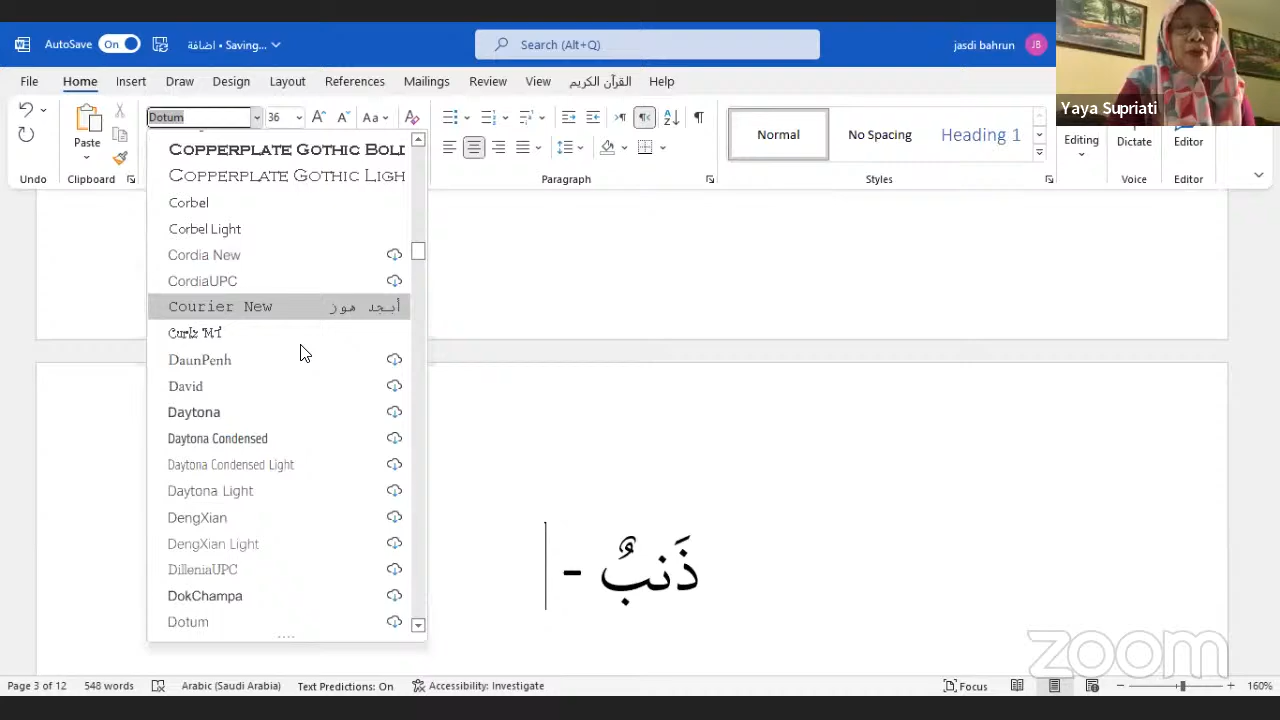 AutoSave On اضافة • Saving... Search (Alt+Q) jasdi bahrun JB
File Home Insert Draw Design Layout References Mailings Review View القرآن الكريم Help
Yaya Supriati
Dotum 36 Aa
Paste
Normal No Spacing Heading 1
Editing Dictate Editor
Undo Clipboard Paragraph Styles Voice Editor
Copperplate Gothic Bold
Copperplate Gothic Ligh
Corbel
Corbel Light
Cordia New
CordiaUPC
Courier New أبجد هوز
Curlz MT
DaunPenh
David
Daytona
Daytona Condensed
Daytona Condensed Light
Daytona Light
DengXian
DengXian Light
DilleniaUPC
DokChampa
Dotum
ذَنبٌ -
zoom
Page 3 of 12 548 words Arabic (Saudi Arabia) Text Predictions: On Accessibility: Investigate Focus 160%